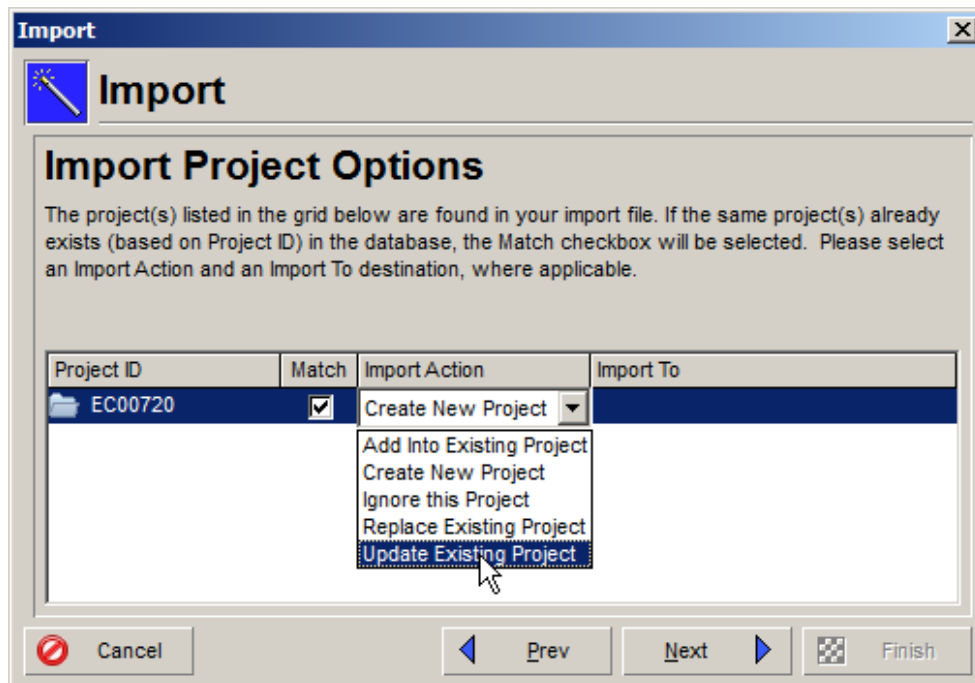 Import
Import
Import Project Options
The project(s) listed in the grid below are found in your import file. If the same project(s) already
exists (based on Project ID) in the database, the Match checkbox will be selected.  Please select
an Import Action and an Import To destination, where applicable.
Project ID Match Import Action Import To
EC00720 Create New Project
Add Into Existing Project
Create New Project
Ignore this Project
Replace Existing Project
Update Existing Project
Cancel Prev Next Finish